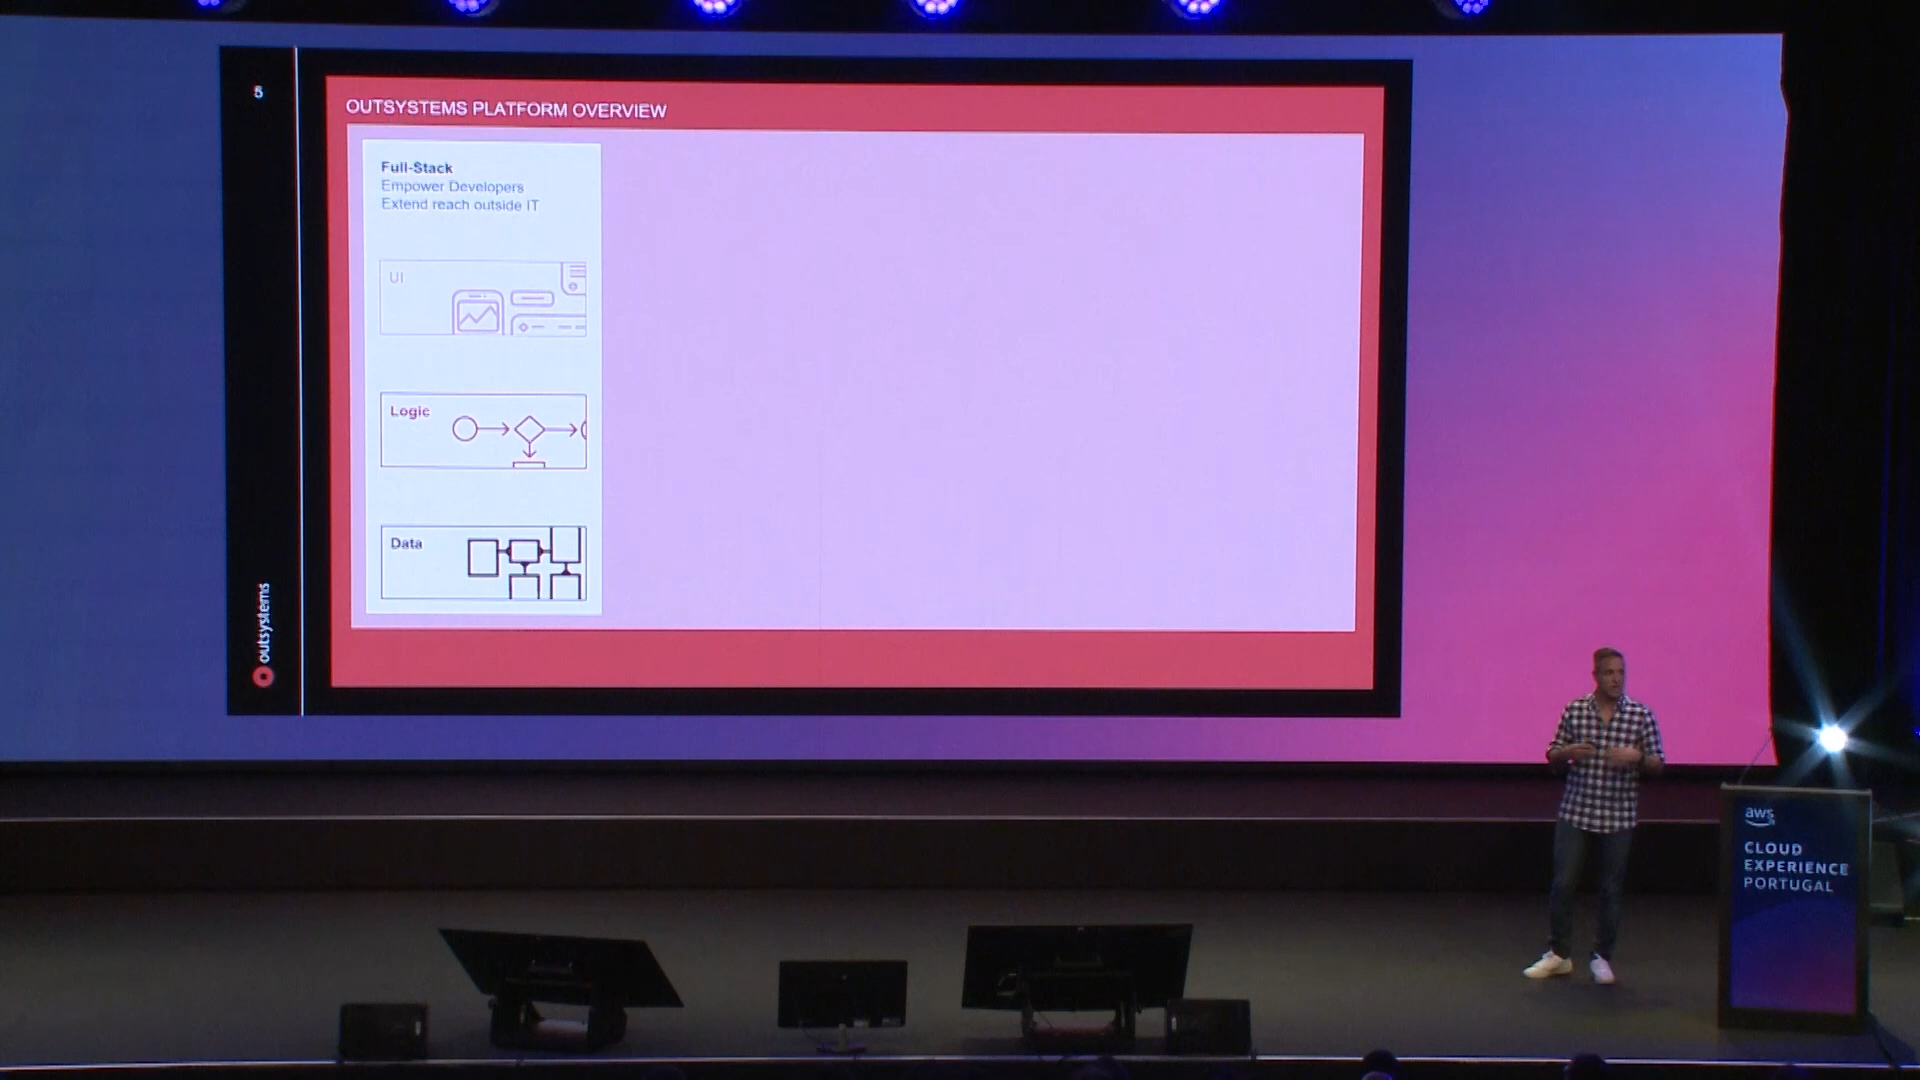 5
OUTSYSTEMS PLATFORM OVERVIEW
Full-Stack
Empower Developers
Extend reach outside IT
UI
Logic
Data
outsystems
aws
CLOUD
EXPERIENCE
PORTUGAL